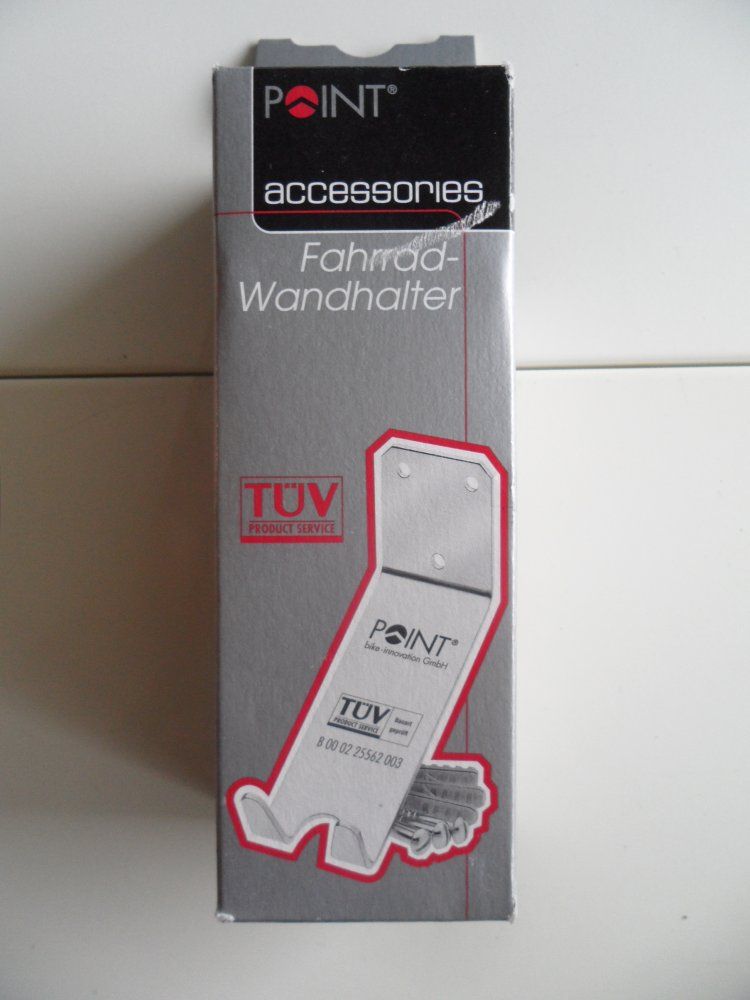 POINT®
accessories
Fahrrad-
Wandhalter
TÜV
PRODUCT SERVICE
POINT®
bike-innovation GmbH
TÜV
PRODUCT SERVICE
Bauart
geprüft
B 00 02 25562 003